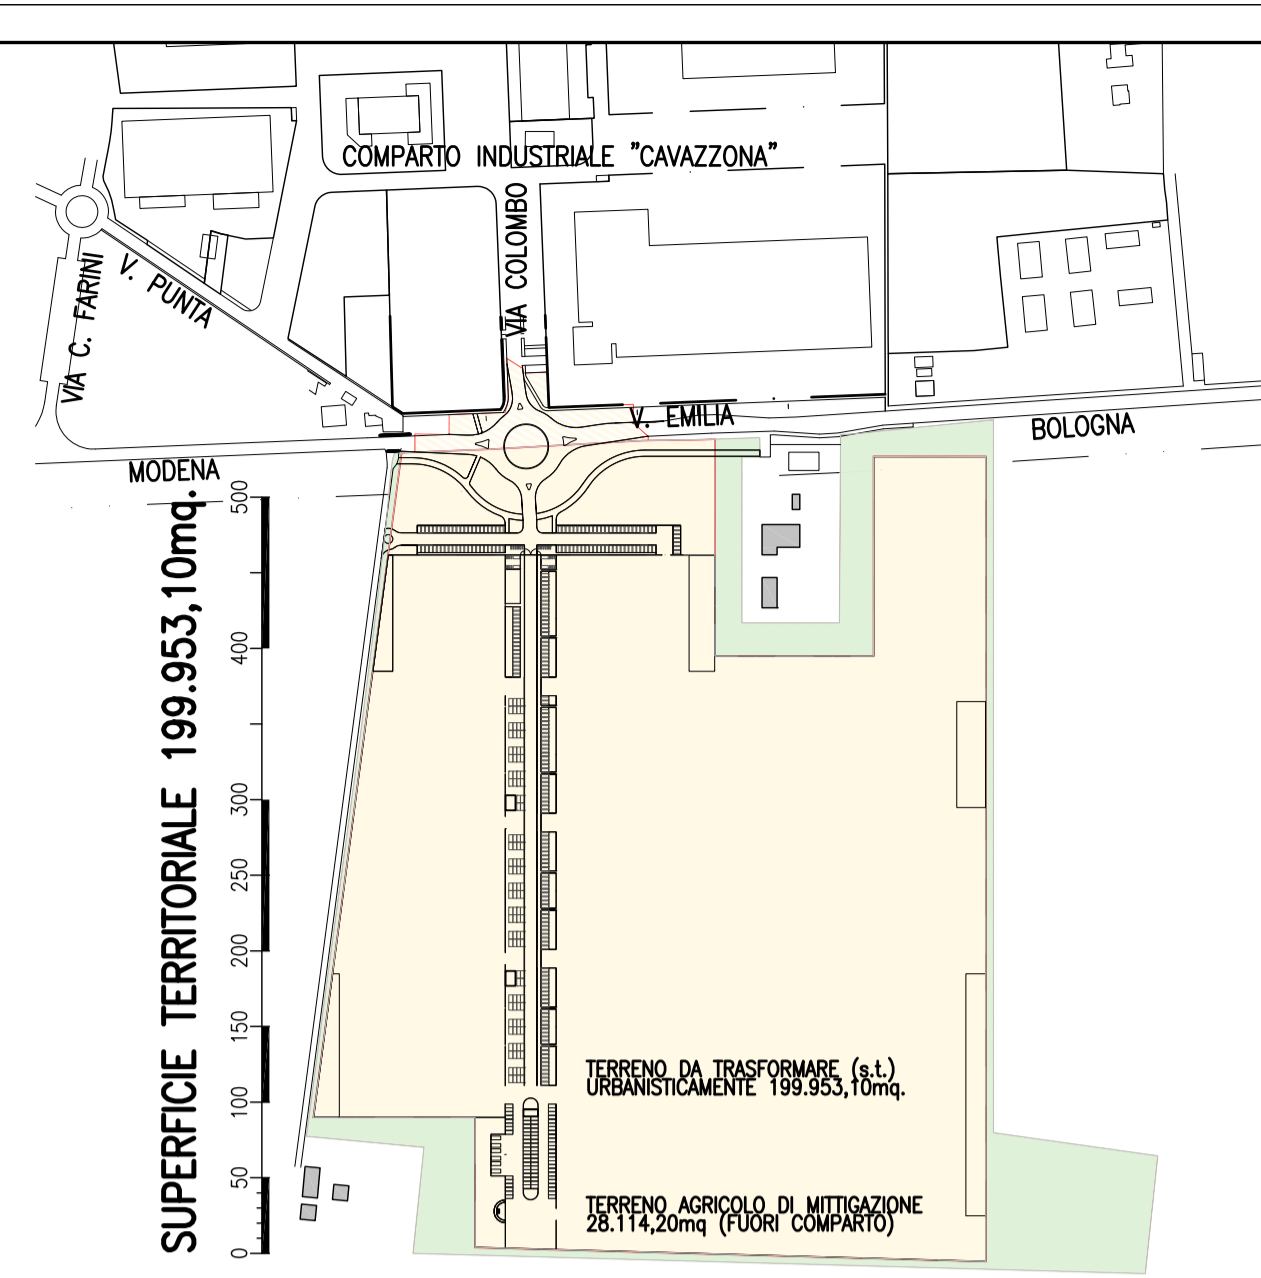 COMPARTO INDUSTRIALE "CAVAZZONA"
VIA COLOMBO
VIA C. FARINI
V. PUNTA
V. EMILIA
BOLOGNA
MODENA
SUPERFICIE TERRITORIALE 199.953,10mq.
500
400
300
250
200
150
100
50
0
TERRENO DA TRASFORMARE (s.t.)
URBANISTICAMENTE 199.953,10mq.
TERRENO AGRICOLO DI MITTIGAZIONE
28.114,20mq (FUORI COMPARTO)